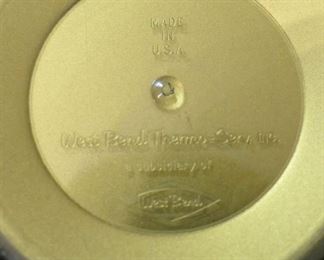 MADE
IN
U.S.A.
West Bend Thermo-Serv, Inc.
a subsidiary of
West Bend